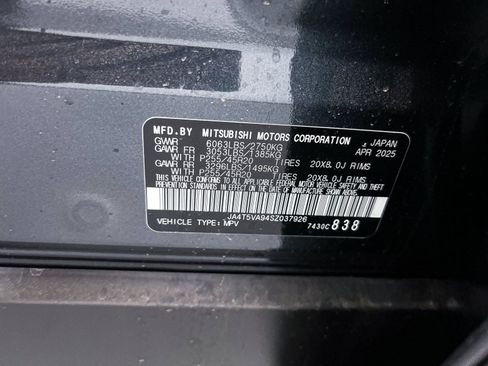 MFD.BY MITSUBISHI MOTORS CORPORATION , JAPAN
GVWR 6063LBS/2750KG APR 2025
GAWR FR 3053LBS/1385KG
WITH P255/45R20 TIRES 20X8.0J RIMS
GAWR RR 3296LBS/1495KG
WITH P255/45R20 TIRES 20X8.0J RIMS
THIS VEHICLE CONFORMS TO ALL APPLICABLE FEDERAL MOTOR VEHICLE SAFETY AND THEFT
PREVENTION STANDARDS IN EFFECT ON THE DATE OF MANUFACTURE SHOWN ABOVE.
JA4T5VA94SZ037926
VEHICLE TYPE: MPV 7430C 838